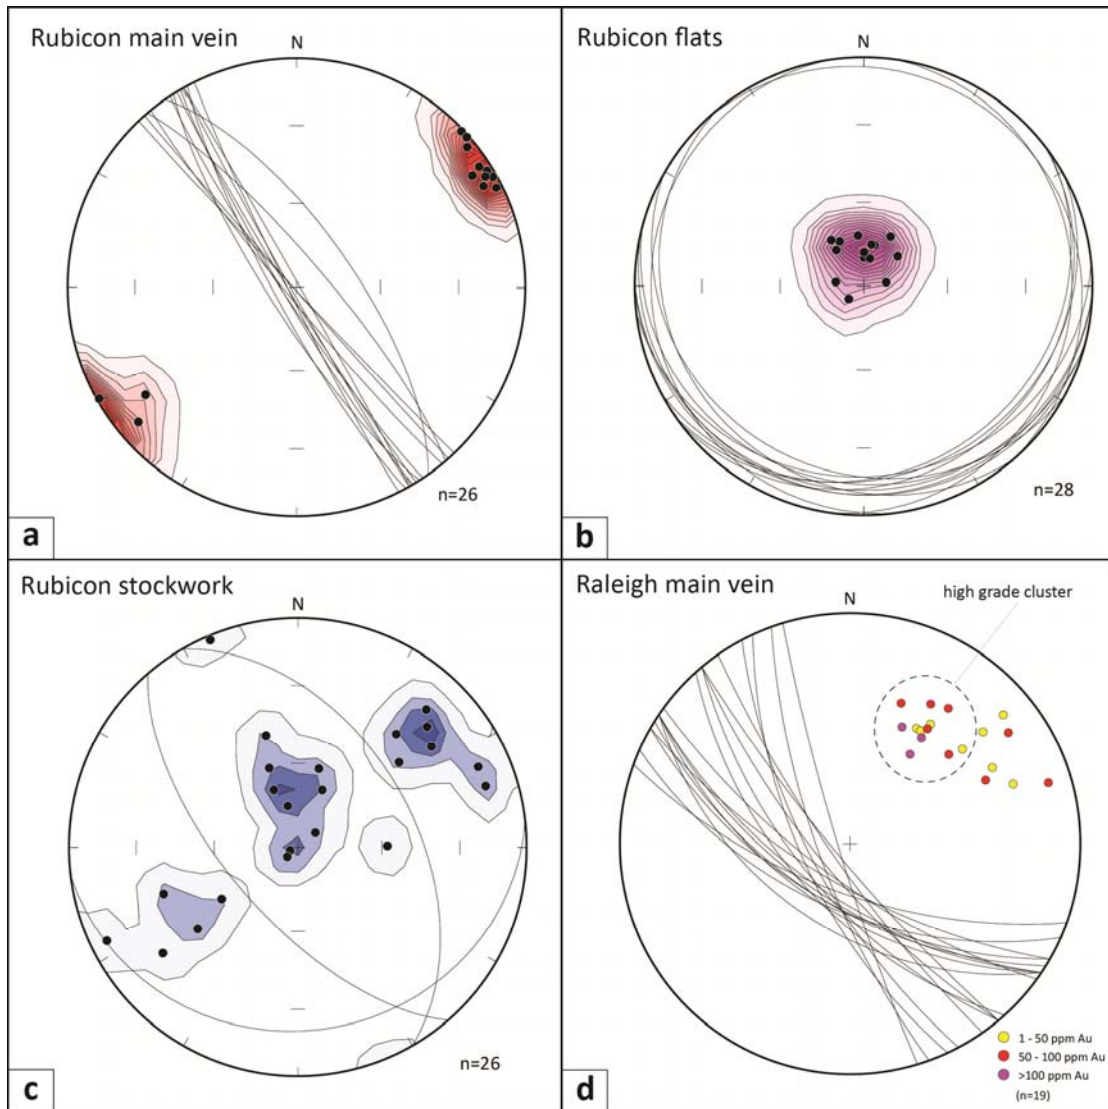 Rubicon main vein
N
n=26
a
Rubicon flats
N
n=28
b
Rubicon stockwork
N
n=26
c
Raleigh main vein
N
high grade cluster
1 - 50 ppm Au
50 - 100 ppm Au
>100 ppm Au
(n=19)
d